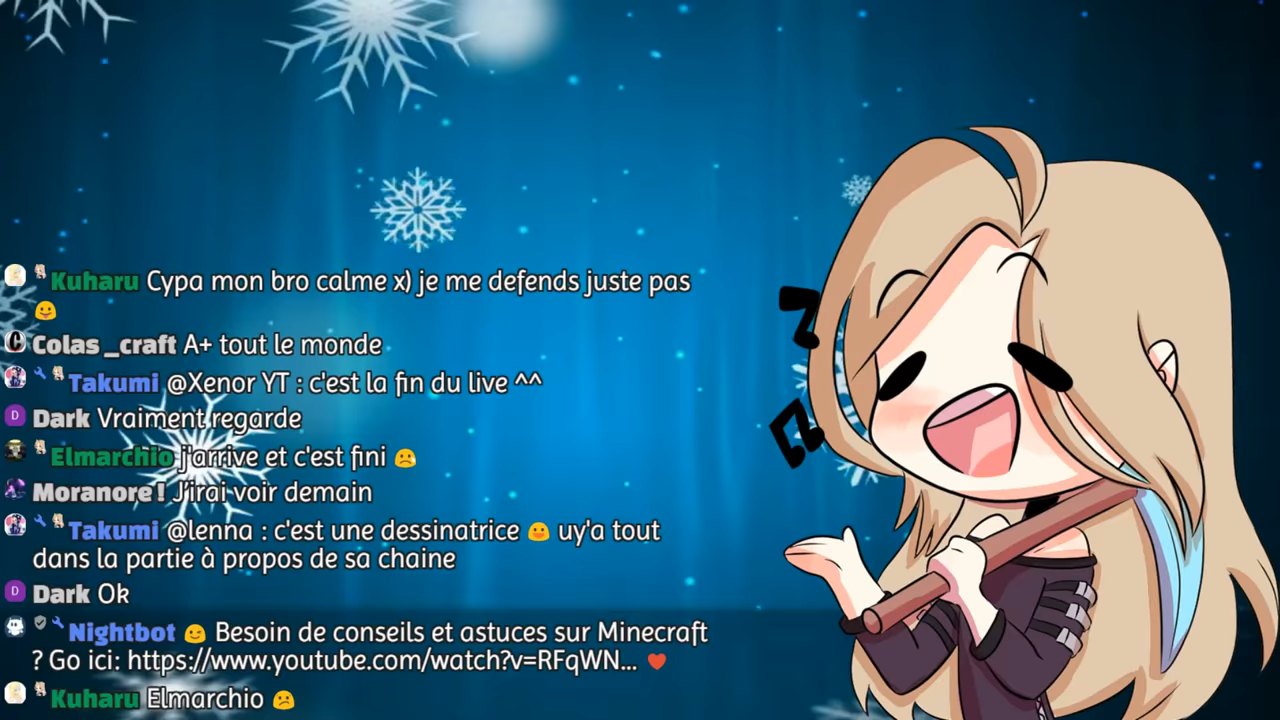 Kuharu Cypa mon bro calme x) je me defends juste pas
😛
Colas_craft A+ tout le monde
Takumi @Xenor YT : c'est la fin du live ^^
D Dark Vraiment regarde
Elmarchio j'arrive et c'est fini 😢
Moranore! J'irai voir demain
Takumi @lenna : c'est une dessinatrice 😛 uy'a tout
dans la partie à propos de sa chaine
D Dark Ok
Nightbot 🙂 Besoin de conseils et astuces sur Minecraft
? Go ici: https://www.youtube.com/watch?v=RFqWN... ♥
Kuharu Elmarchio 😕